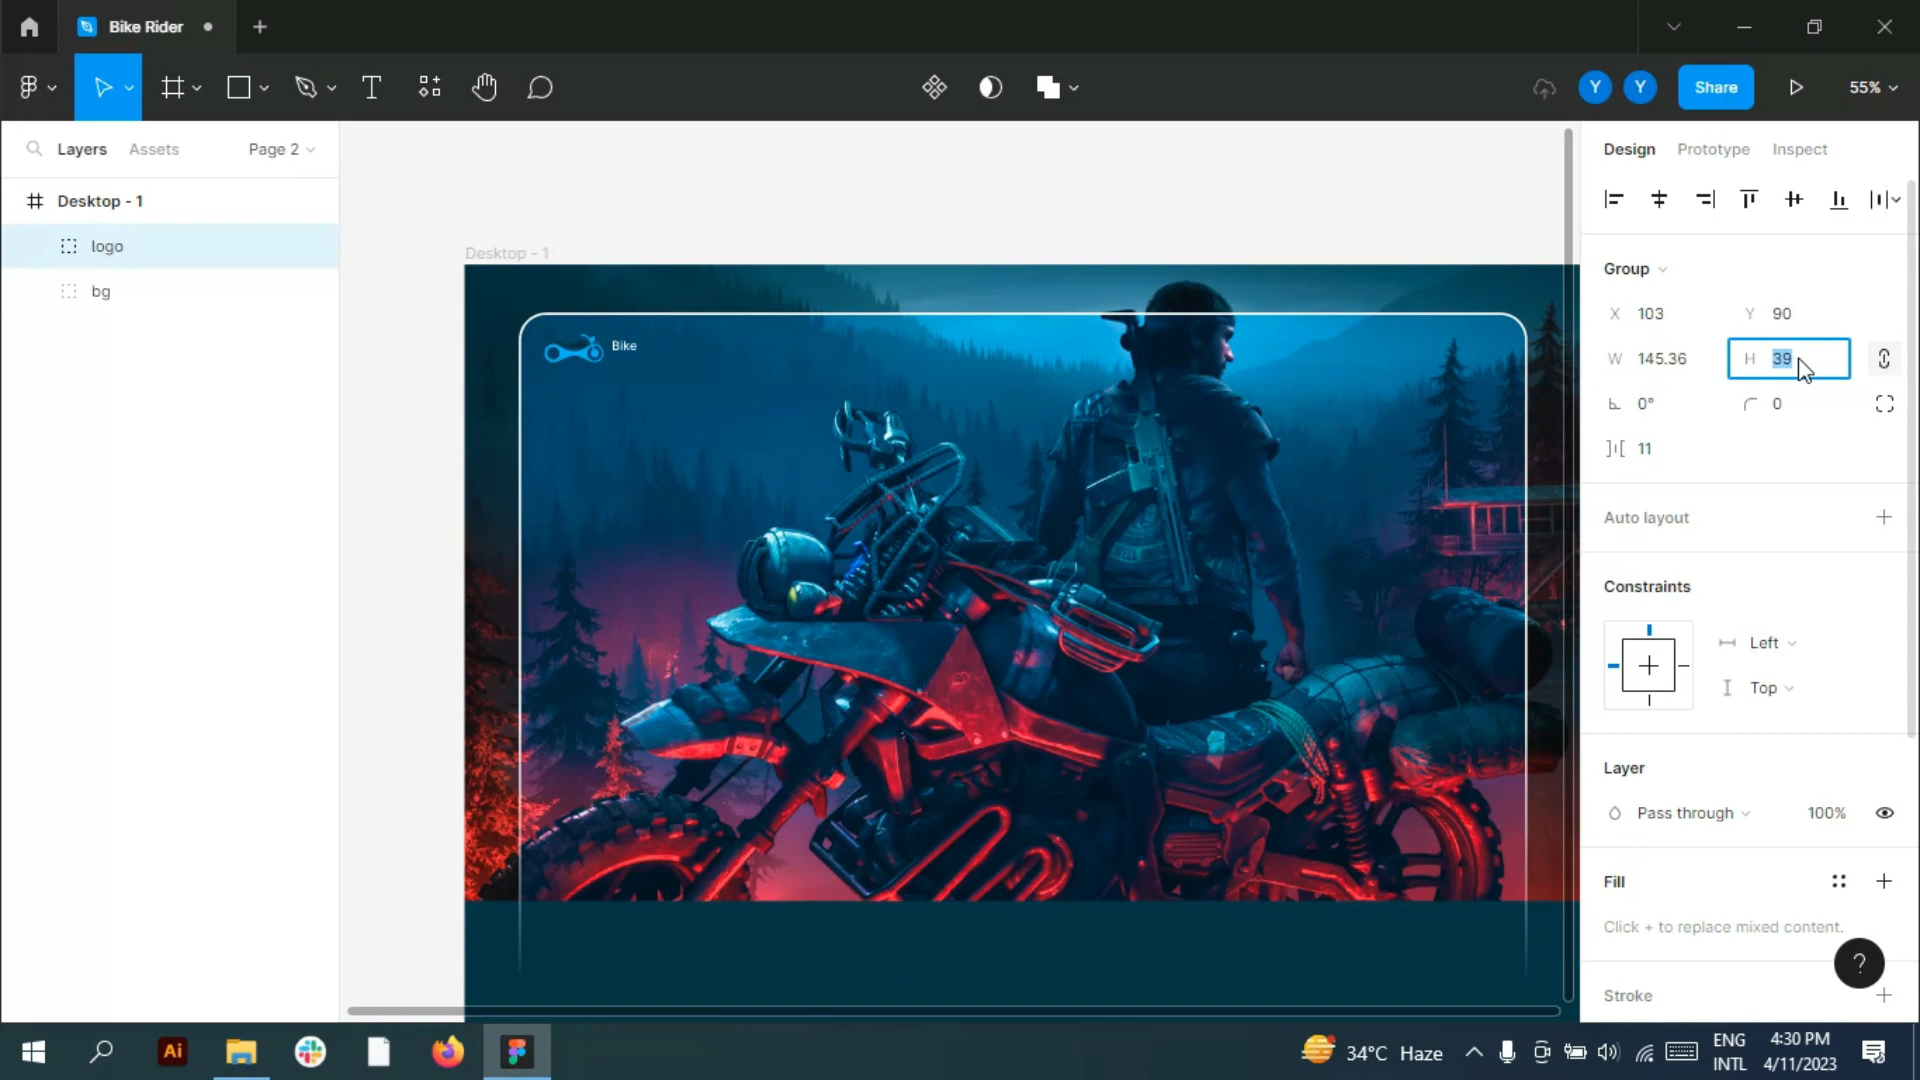 Bike Rider
Share
55%
Layers
Assets
Page 2
Design
Prototype
Inspect
Desktop - 1
logo
bg
Desktop - 1
Bike
Group
X 103
Y 90
W 145.36
H 39
0°
0
11
Auto layout
Constraints
Left
Top
Layer
Pass through
100%
Fill
Click + to replace mixed content.
Stroke
Y
Y
?
Ai
34°C Haze
ENG
INTL
4:30 PM
4/11/2023